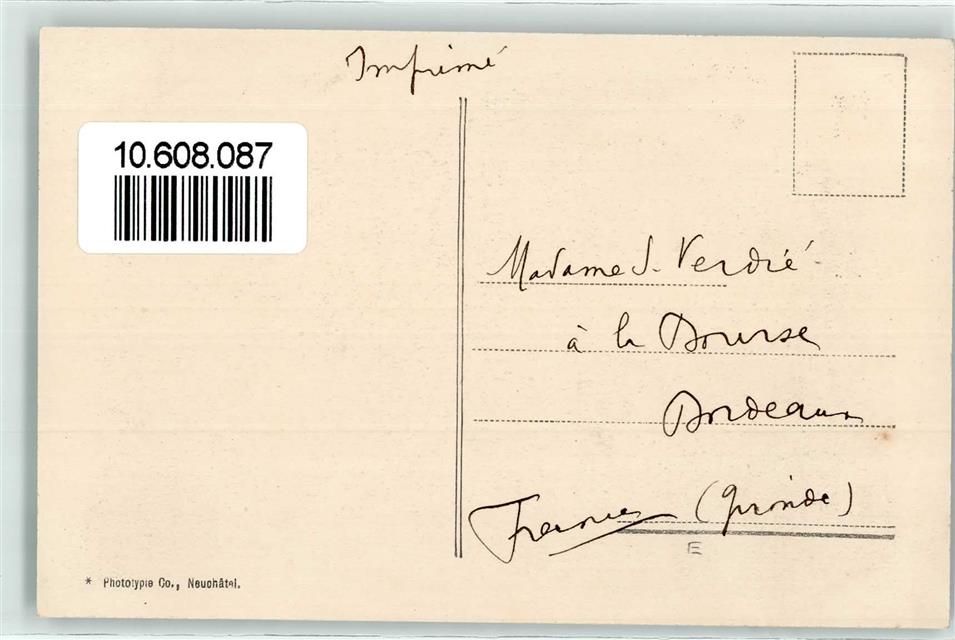 Imprimé
10.608.087
Madame J. Verdié
à la Bourse
Bordeaux
France (Gironde)
E
* Phototypie Co., Neuchâtel.